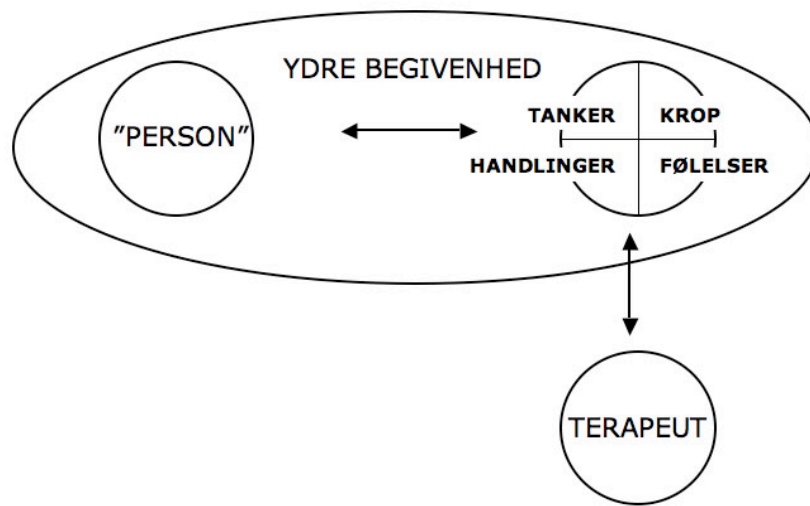 YDRE BEGIVENHED
”PERSON”
TANKER KROP
HANDLINGER FØLELSER
TERAPEUT